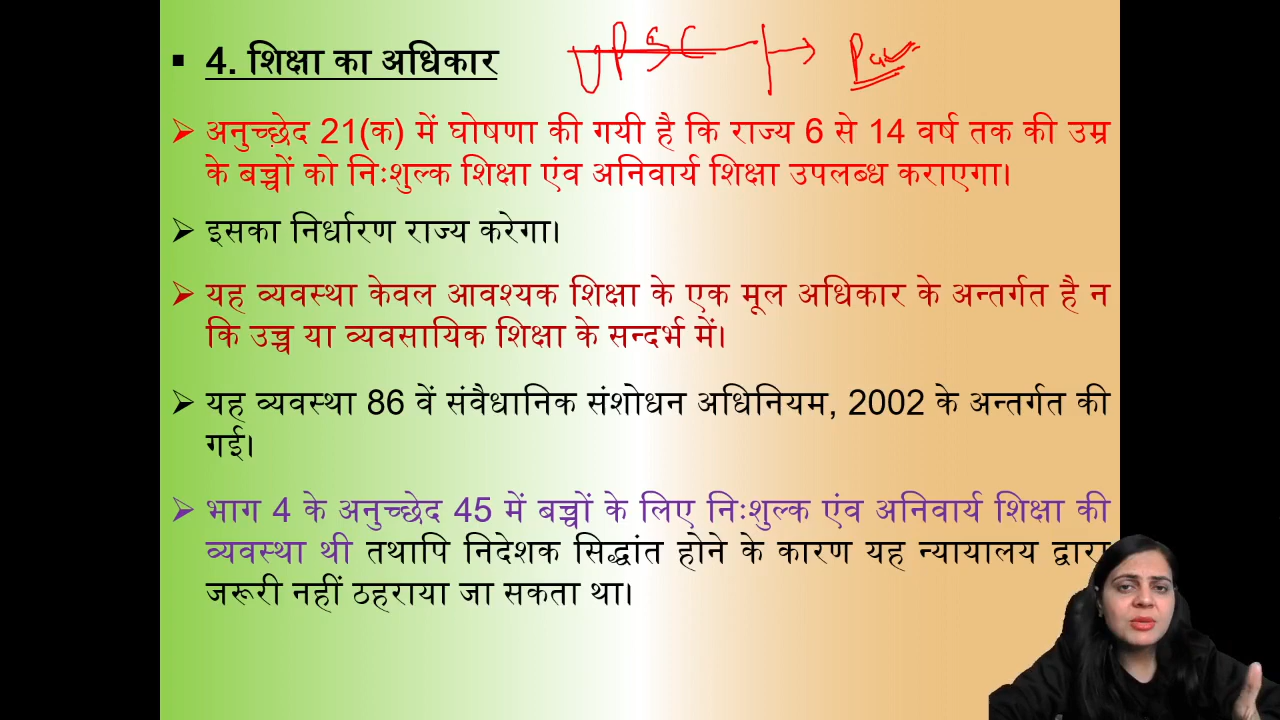 4. शिक्षा का अधिकार
UPSC
अनुच्छेद 21(क) में घोषणा की गयी है कि राज्य 6 से 14 वर्ष तक की उम्र
के बच्चों को निःशुल्क शिक्षा एंव अनिवार्य शिक्षा उपलब्ध कराएगा।
इसका निर्धारण राज्य करेगा।
यह व्यवस्था केवल आवश्यक शिक्षा के एक मूल अधिकार के अन्तर्गत है न
कि उच्च या व्यवसायिक शिक्षा के सन्दर्भ में।
यह व्यवस्था 86 वें संवैधानिक संशोधन अधिनियम, 2002 के अन्तर्गत की
गई।
भाग 4 के अनुच्छेद 45 में बच्चों के लिए निःशुल्क एंव अनिवार्य शिक्षा की
व्यवस्था थी तथापि निदेशक सिद्धांत होने के कारण यह न्यायालय द्वारा
जरूरी नहीं ठहराया जा सकता था।